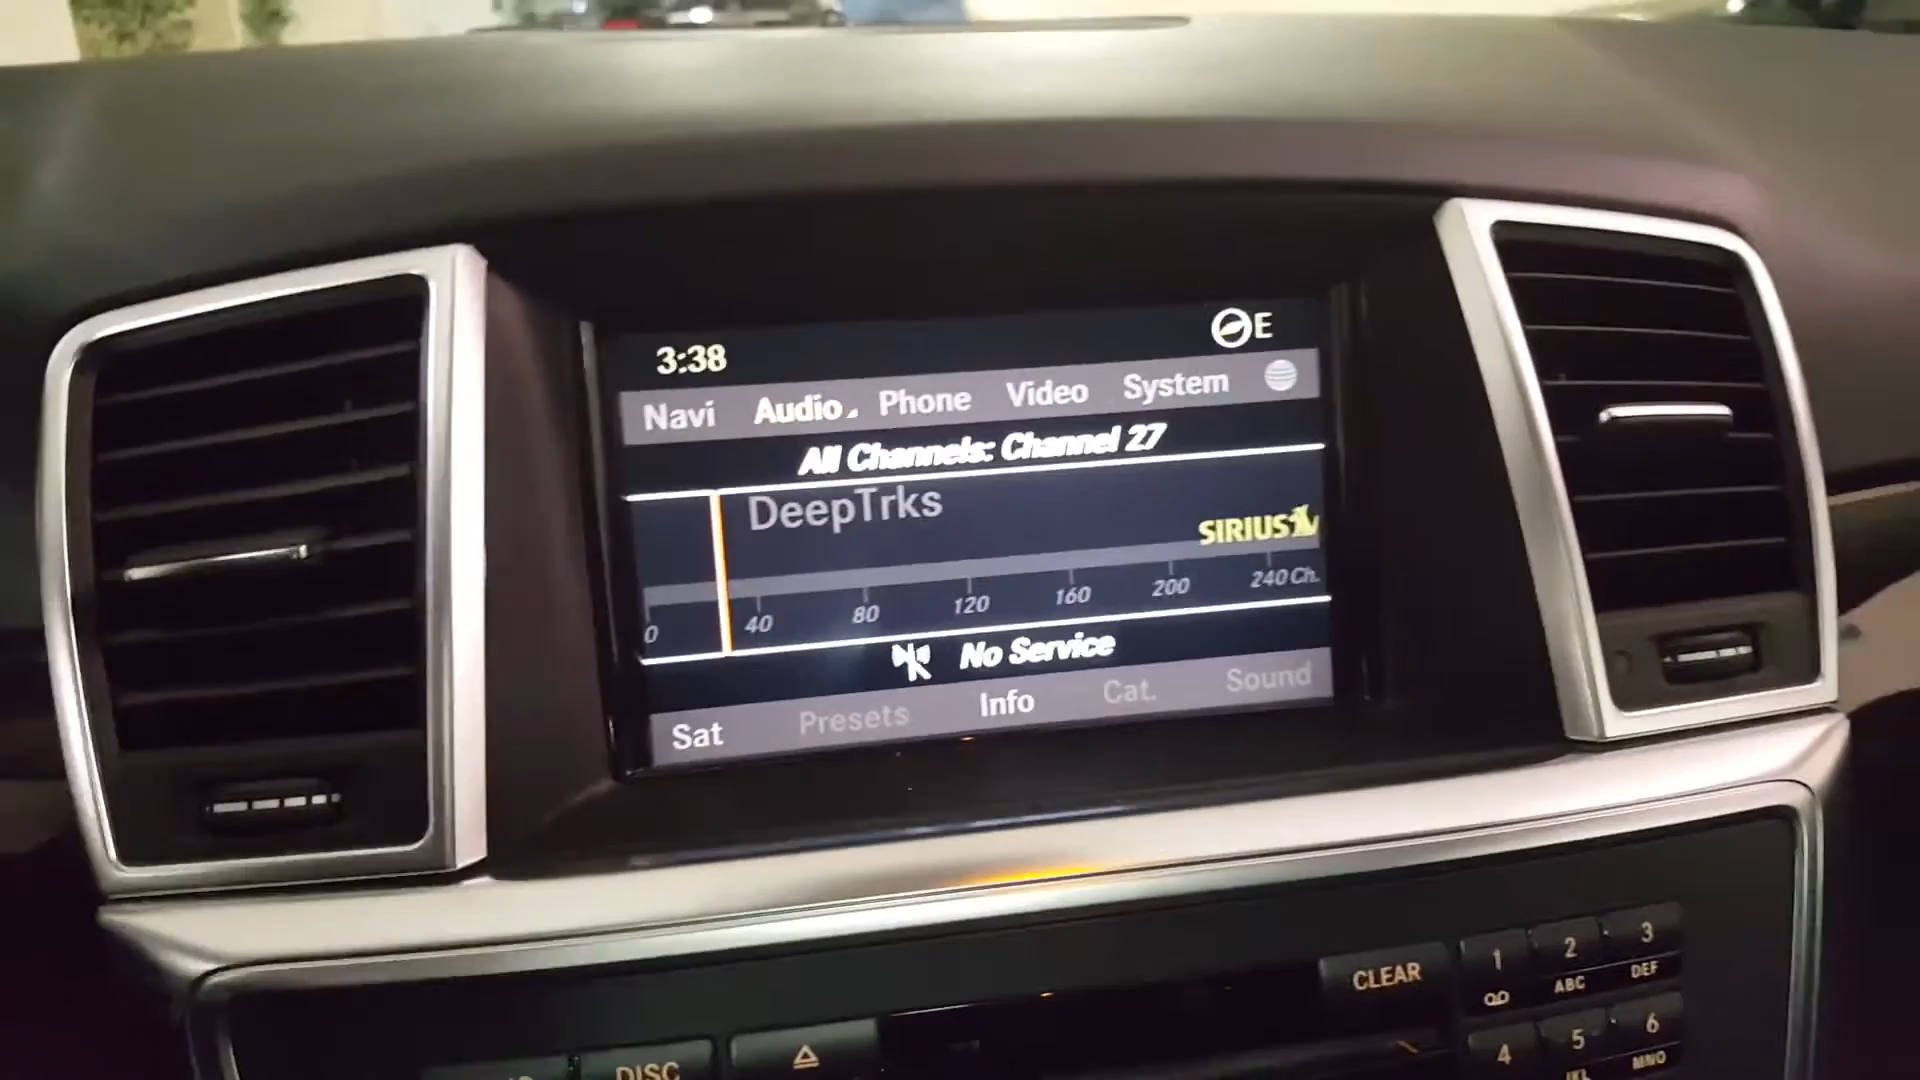 3:38 E
Navi Audio Phone Video System
All Channels: Channel 27
DeepTrks
SIRIUS
0 40 80 120 160 200 240 Ch.
No Service
Sat Presets Info Cat. Sound
CLEAR 1 2 3
ABC DEF
DISC 4 5 6
MNO